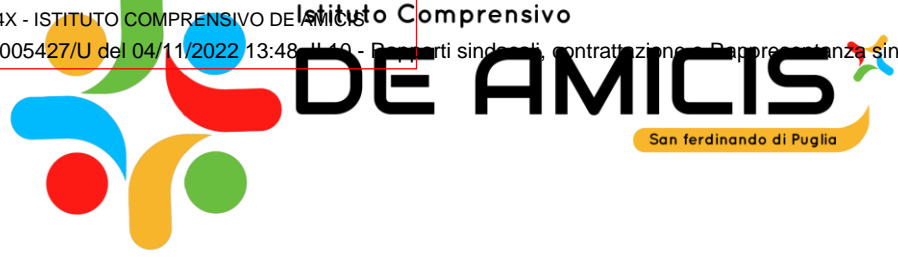 4X - ISTITUTO COMPRENSIVO DE AMICIS
Istituto Comprensivo
005427/U del 04/11/2022 13:48 II.10 - Rapporti sindacali, contrattazione e Rappresentanza sin
DE AMICIS
San ferdinando di Puglia